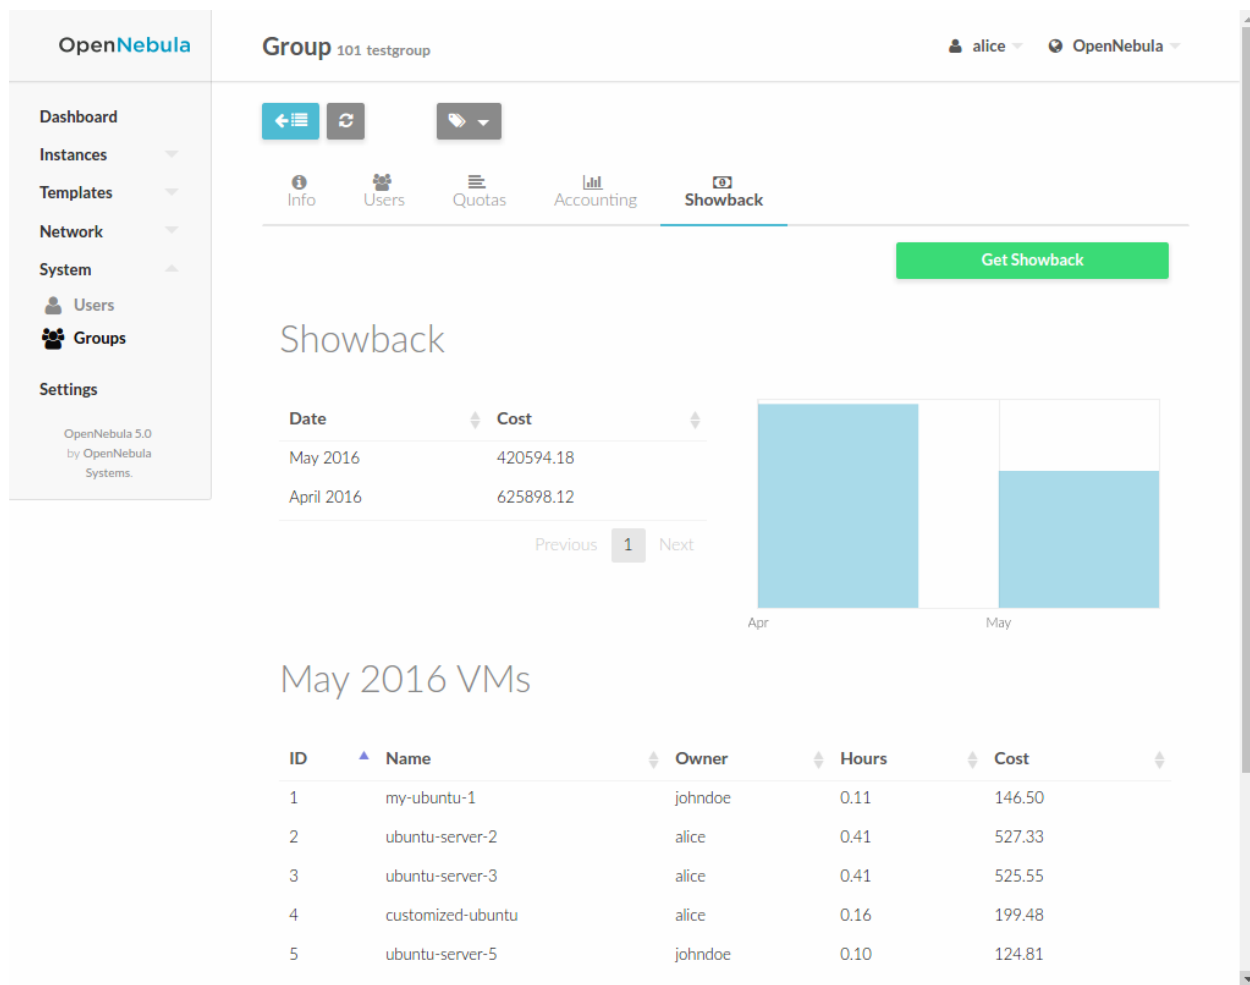 OpenNebula
Group 101 testgroup
alice
OpenNebula
Dashboard
Instances
Templates
Network
System
Users
Groups
Settings
OpenNebula 5.0
by OpenNebula
Systems.
Info
Users
Quotas
Accounting
Showback
Get Showback
Showback
Date Cost
May 2016 420594.18
April 2016 625898.12
Previous 1 Next
Apr May
May 2016 VMs
ID Name Owner Hours Cost
1 my-ubuntu-1 johndoe 0.11 146.50
2 ubuntu-server-2 alice 0.41 527.33
3 ubuntu-server-3 alice 0.41 525.55
4 customized-ubuntu alice 0.16 199.48
5 ubuntu-server-5 johndoe 0.10 124.81